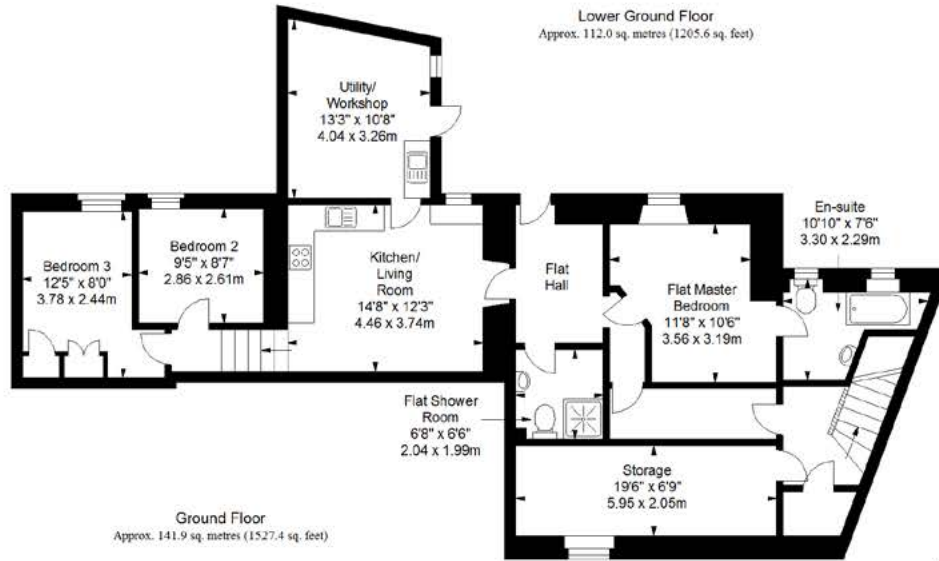 Lower Ground Floor
Approx. 112.0 sq. metres (1205.6 sq. feet)
Utility/
Workshop
13'3" x 10'8"
4.04 x 3.26m
En-suite
10'10" x 7'6"
3.30 x 2.29m
Bedroom 3
12'5" x 8'0"
3.78 x 2.44m
Bedroom 2
9'5" x 8'7"
2.86 x 2.61m
Kitchen/
Living
Room
14'8" x 12'3"
4.46 x 3.74m
Flat
Hall
Flat Master
Bedroom
11'8" x 10'6"
3.56 x 3.19m
Flat Shower
Room
6'8" x 6'6"
2.04 x 1.99m
Storage
19'6" x 6'9"
5.95 x 2.05m
Ground Floor
Approx. 141.9 sq. metres (1527.4 sq. feet)